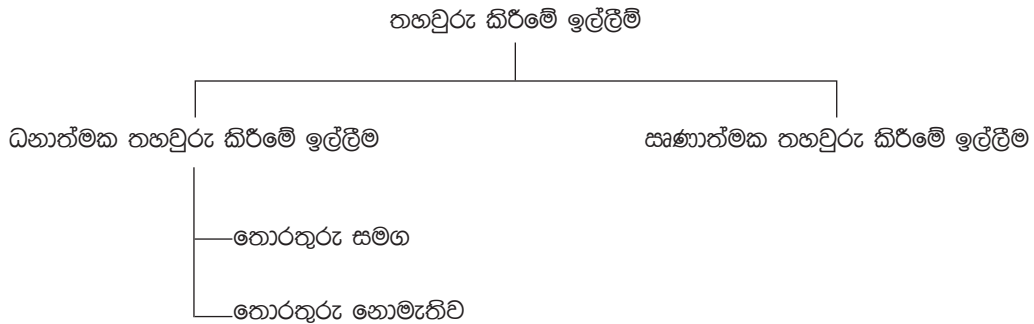 තහවුරු කිරීමේ ඉල්ලීම්
ධනාත්මක තහවුරු කිරීමේ ඉල්ලීම
සෘණාත්මක තහවුරු කිරීමේ ඉල්ලීම
තොරතුරු සමග
තොරතුරු නොමැතිව